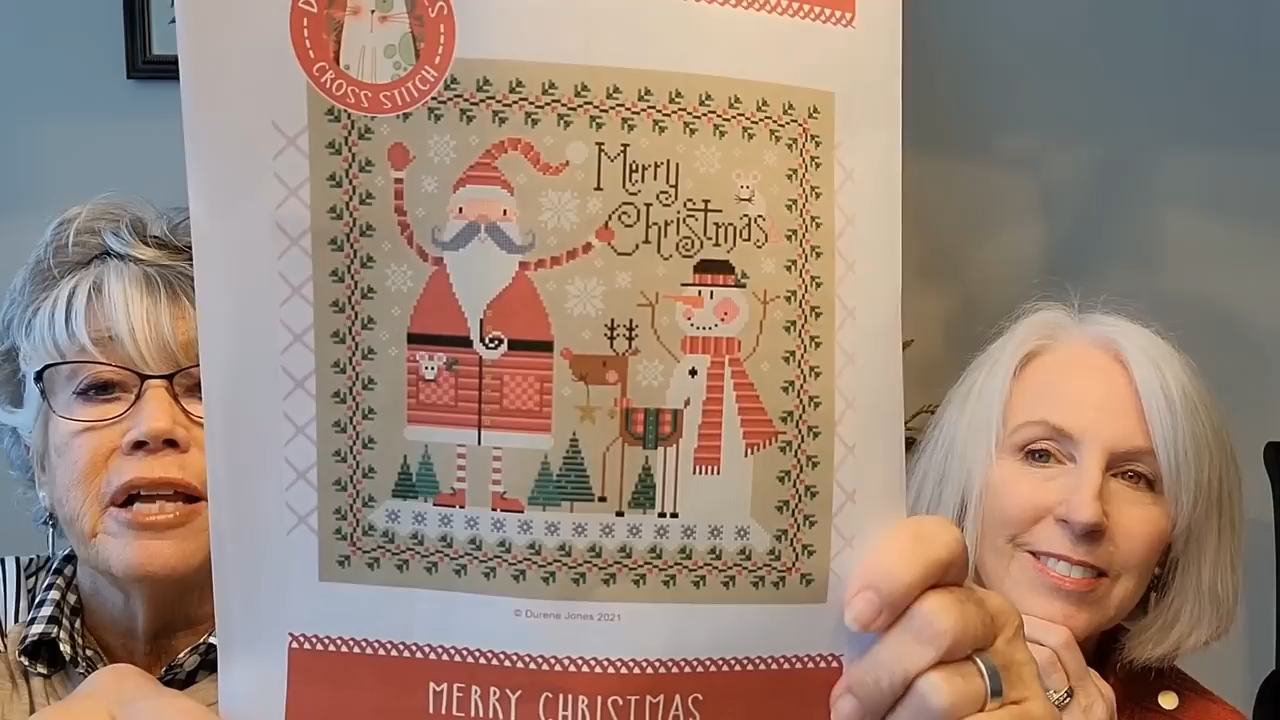 CROSS STITCH
Merry
Christmas
© Durene Jones 2021
MERRY CHRISTMAS